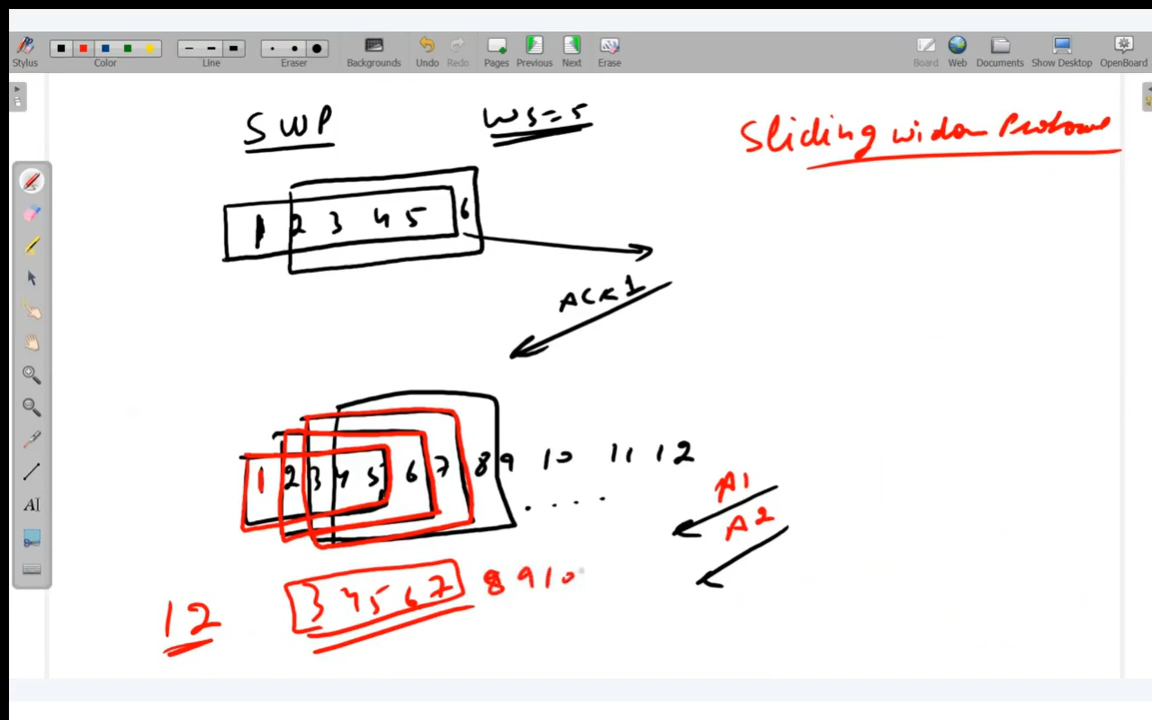 Stylus Color Line Eraser Backgrounds Undo Redo Pages Previous Next Erase Board Web Documents Show Desktop OpenBoard
SWP WS=5 Sliding
1 2 3 4 5 6
ACK1
1 2 3 4 5 6 7 8 9 10 11 12
....
A1
A2
3 4 5 6 7 8 9 10
12
AI